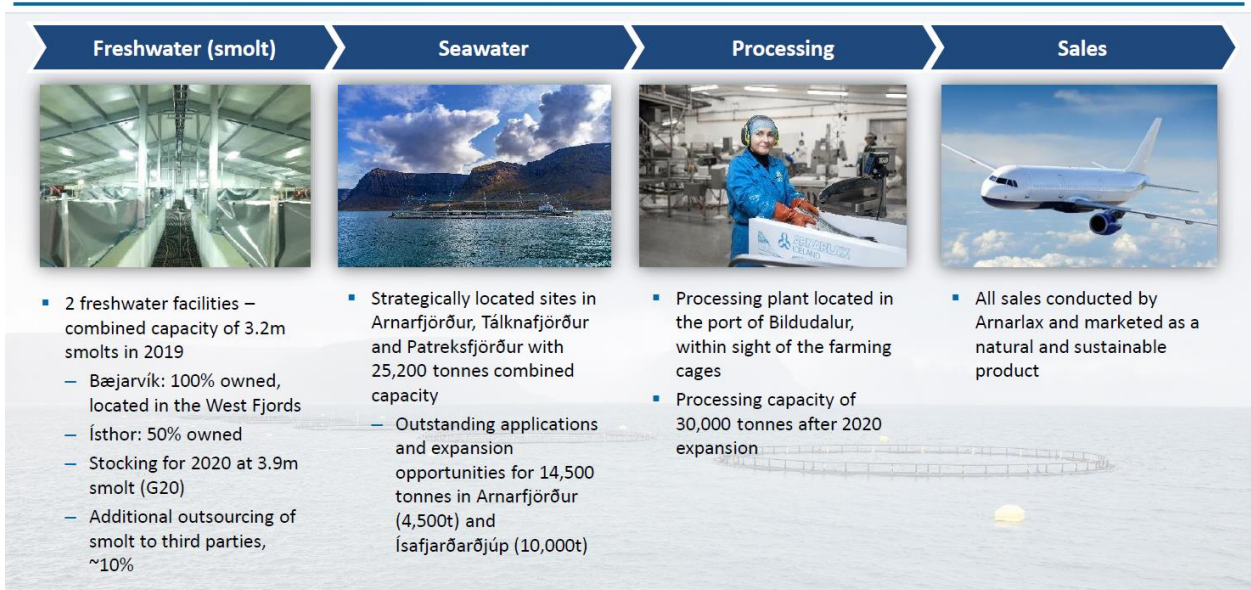 Freshwater (smolt)
Seawater
Processing
Sales
ARNARLAX
ICELAND
▪ 2 freshwater facilities –
combined capacity of 3.2m
smolts in 2019
– Bæjarvík: 100% owned,
located in the West Fjords
– Ísthor: 50% owned
– Stocking for 2020 at 3.9m
smolt (G20)
– Additional outsourcing of
smolt to third parties,
~10%
▪ Strategically located sites in
Arnarfjörður, Tálknafjörður
and Patreksfjörður with
25,200 tonnes combined
capacity
– Outstanding applications
and expansion
opportunities for 14,500
tonnes in Arnarfjörður
(4,500t) and
Ísafjarðarðjúp (10,000t)
▪ Processing plant located in
the port of Bildudalur,
within sight of the farming
cages
▪ Processing capacity of
30,000 tonnes after 2020
expansion
▪ All sales conducted by
Arnarlax and marketed as a
natural and sustainable
product